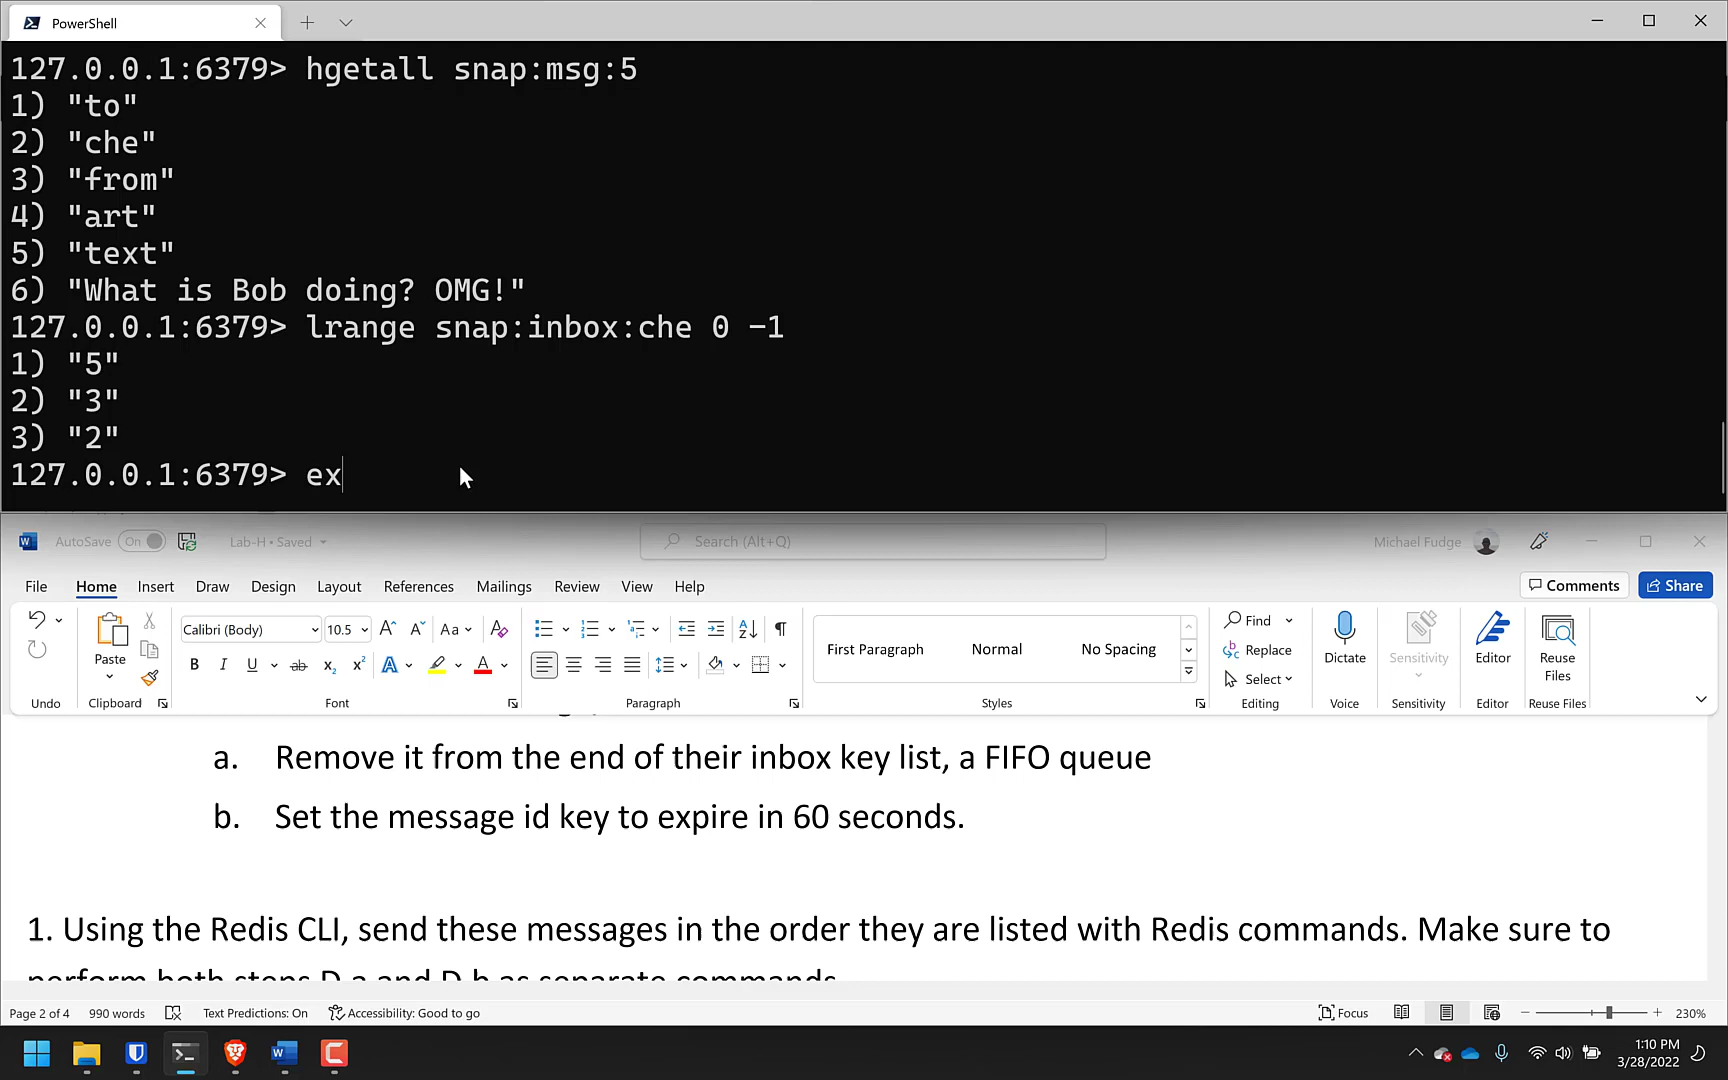 PowerShell
127.0.0.1:6379> hgetall snap:msg:5
1) "to"
2) "che"
3) "from"
4) "art"
5) "text"
6) "What is Bob doing? OMG!"
127.0.0.1:6379> lrange snap:inbox:che 0 -1
1) "5"
2) "3"
3) "2"
127.0.0.1:6379> ex
AutoSave On Lab-H • Saved Search (Alt+Q) Michael Fudge
File Home Insert Draw Design Layout References Mailings Review View Help Comments Share
Calibri (Body) 10.5 Aa
Paste
First Paragraph Normal No Spacing
Find
Replace
Select
Dictate Sensitivity Editor Reuse Files
Undo Clipboard Font Paragraph Styles Editing Voice Sensitivity Editor Reuse Files
a. Remove it from the end of their inbox key list, a FIFO queue
b. Set the message id key to expire in 60 seconds.
1. Using the Redis CLI, send these messages in the order they are listed with Redis commands. Make sure to
perform both steps D.a and D.b as separate commands
Page 2 of 4 990 words Text Predictions: On Accessibility: Good to go Focus 230%
1:10 PM
3/28/2022